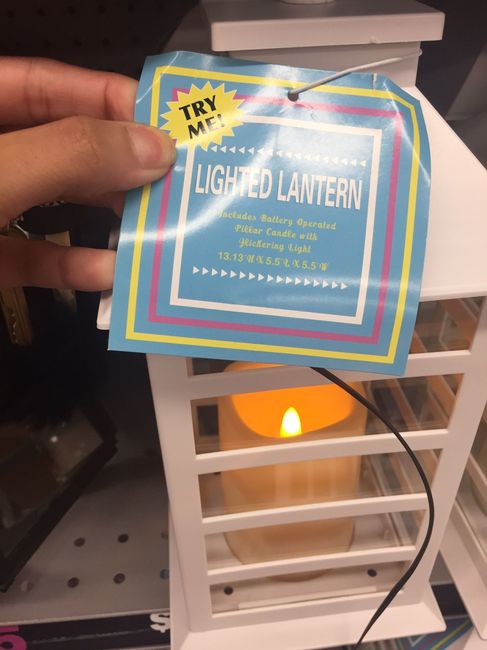 TRY
ME!
LIGHTED LANTERN
Includes Battery Operated
Pillar Candle with
Flickering Light
13.13"H X 5.5"L X 5.5"W
$